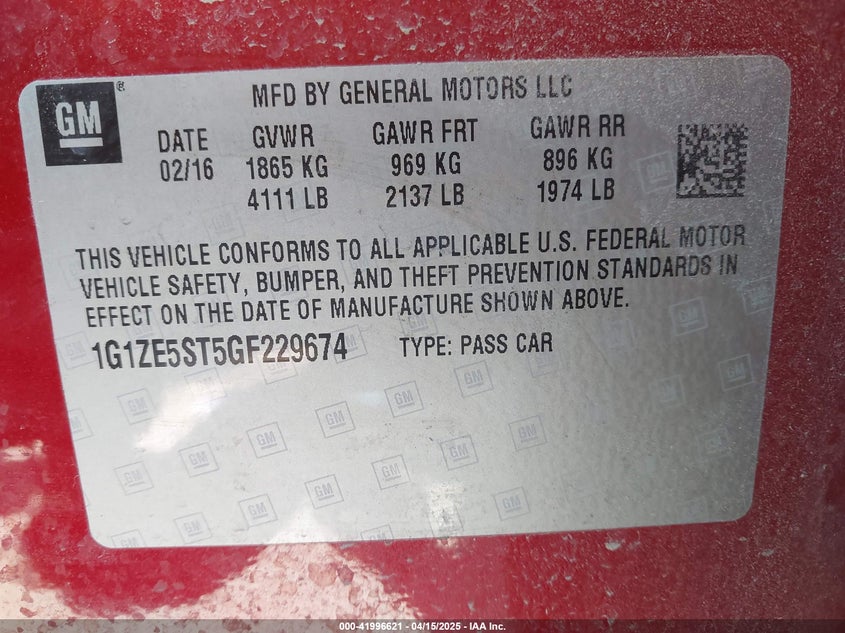 GM
®
MFD BY GENERAL MOTORS LLC
DATE GVWR GAWR FRT GAWR RR
02/16 1865 KG 969 KG 896 KG
4111 LB 2137 LB 1974 LB
THIS VEHICLE CONFORMS TO ALL APPLICABLE U.S. FEDERAL MOTOR
VEHICLE SAFETY, BUMPER, AND THEFT PREVENTION STANDARDS IN
EFFECT ON THE DATE OF MANUFACTURE SHOWN ABOVE.
1G1ZE5ST5GF229674 TYPE: PASS CAR
000-41996621 - 04/15/2025 - IAA Inc.